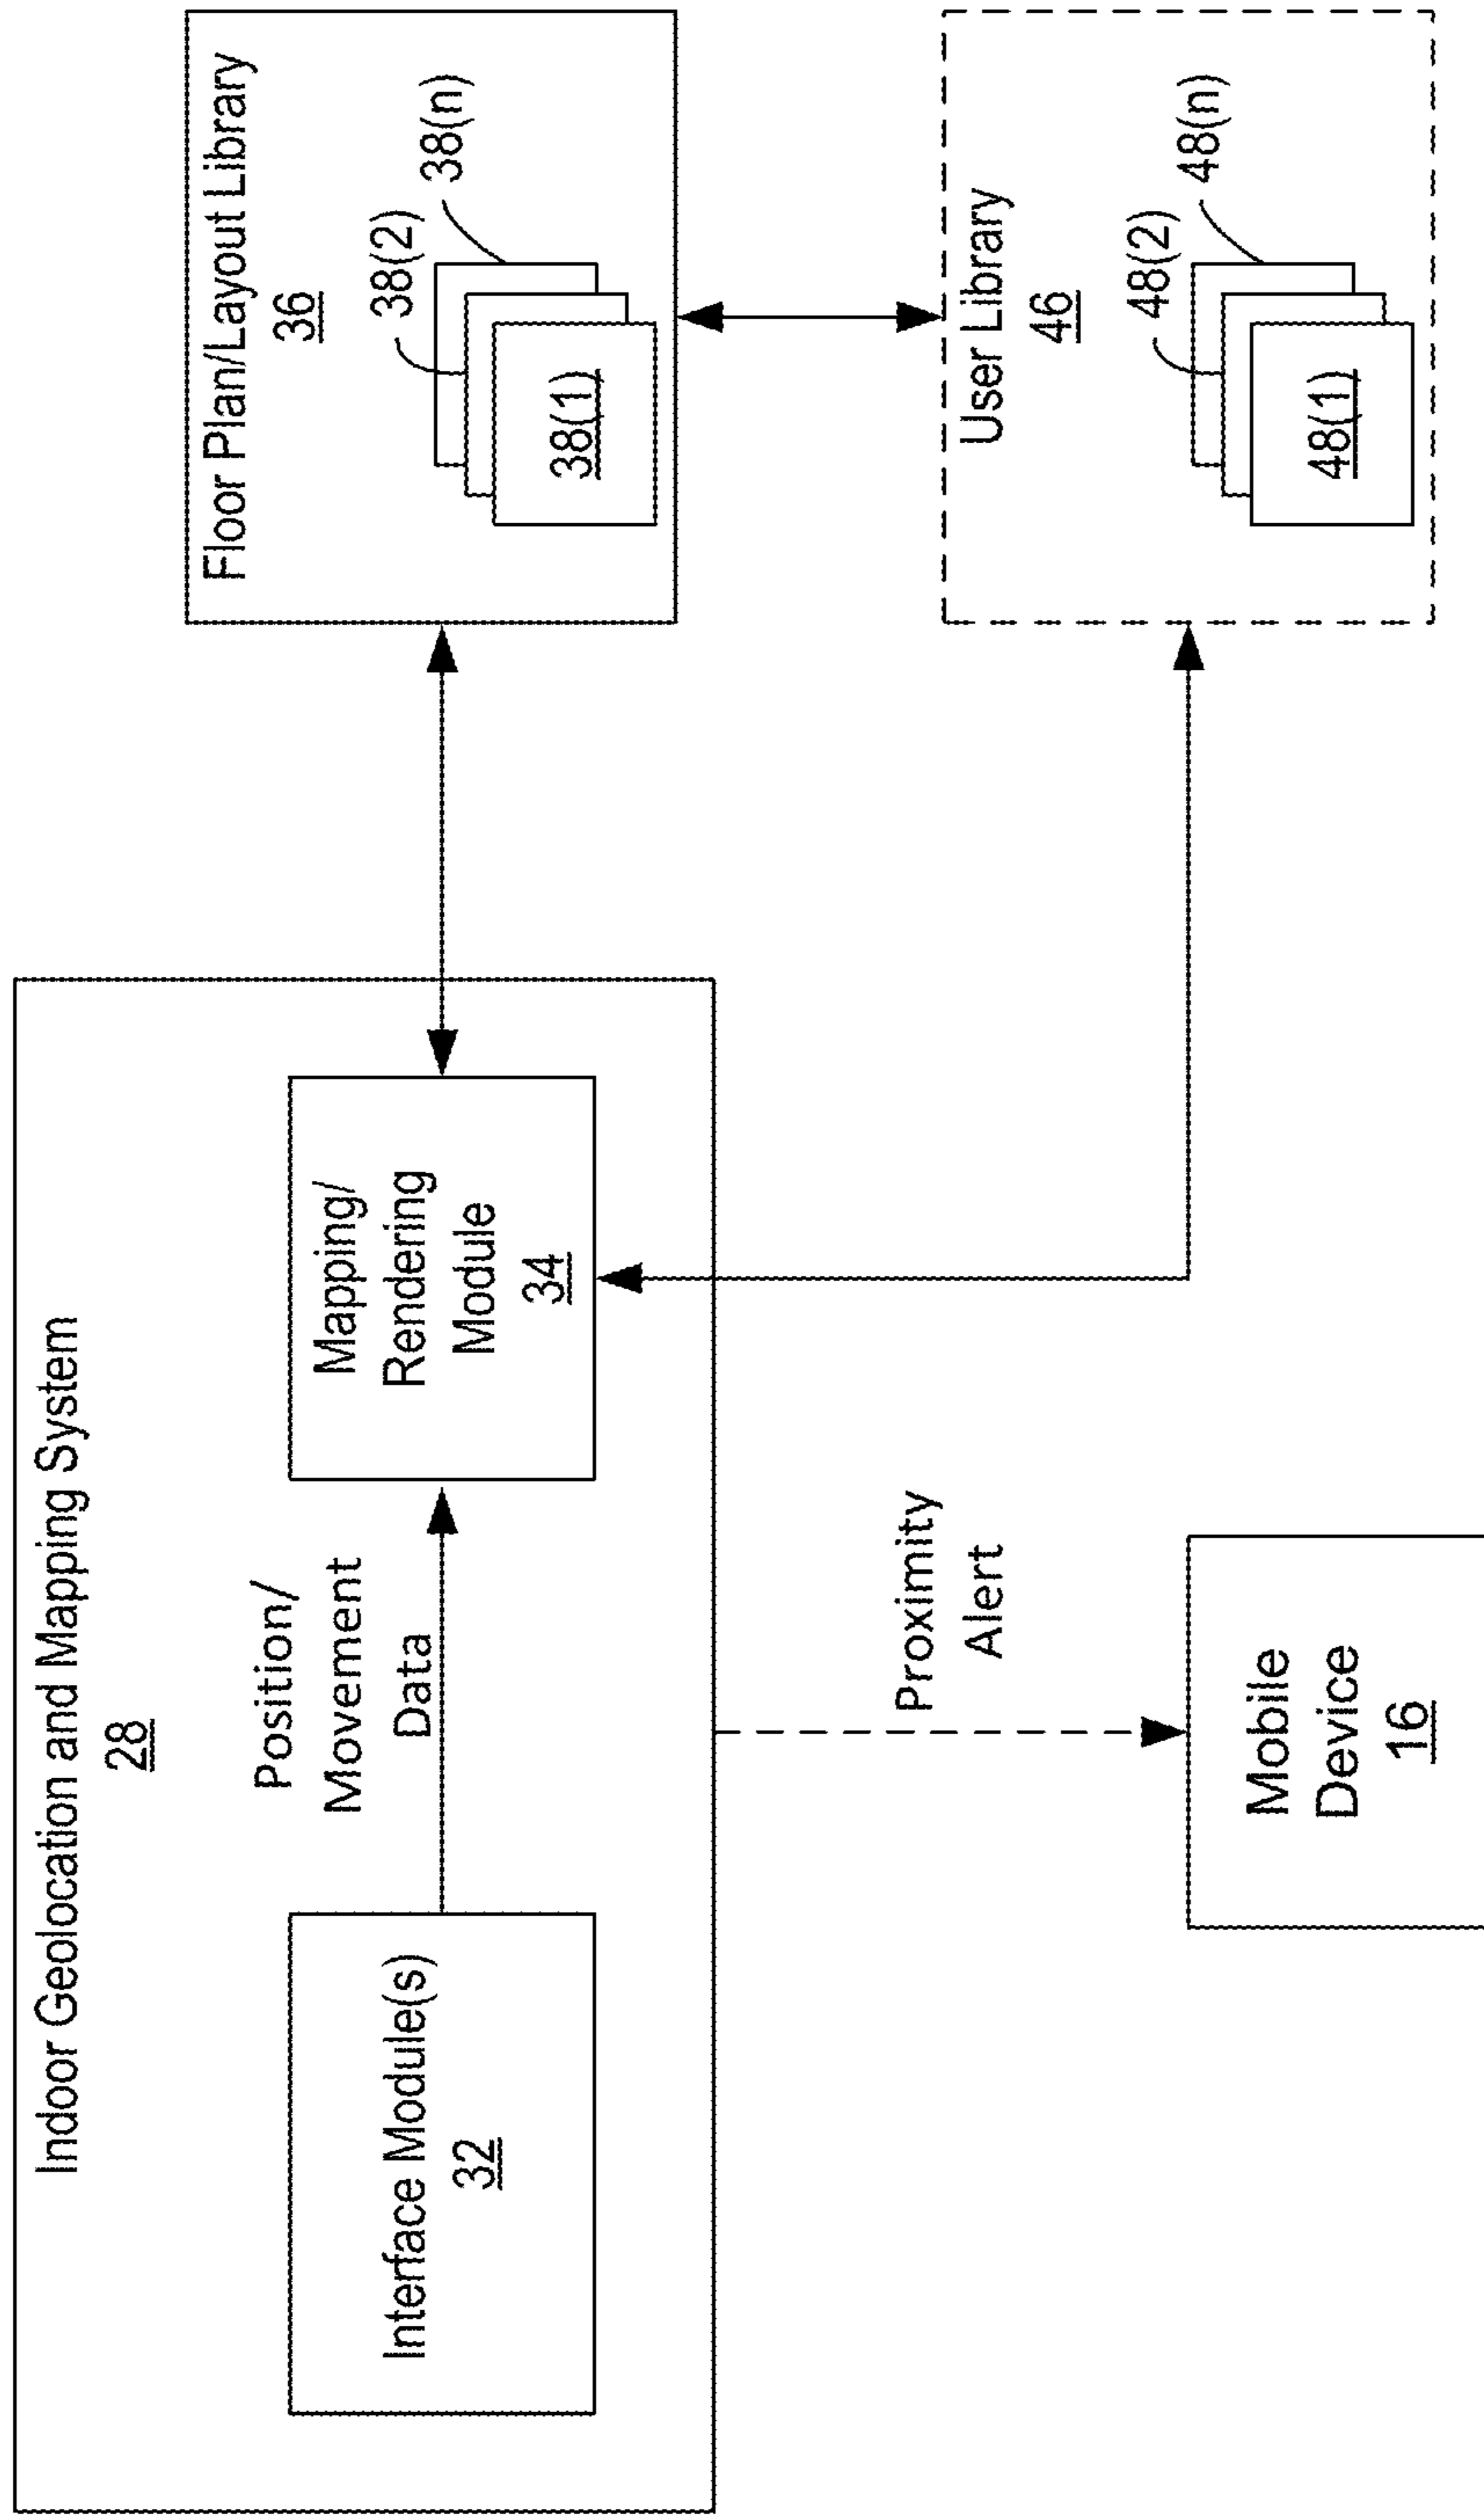 Indoor Geolocation and Mapping System
28
Interface Module(s)
32
Position/
Movement
Data
Mapping/
Rendering
Module
34
Floor Plan/Layout Library
36
38(1)
38(2)
38(n)
User Library
46
48(1)
48(2)
48(n)
Proximity
Alert
Mobile
Device
16